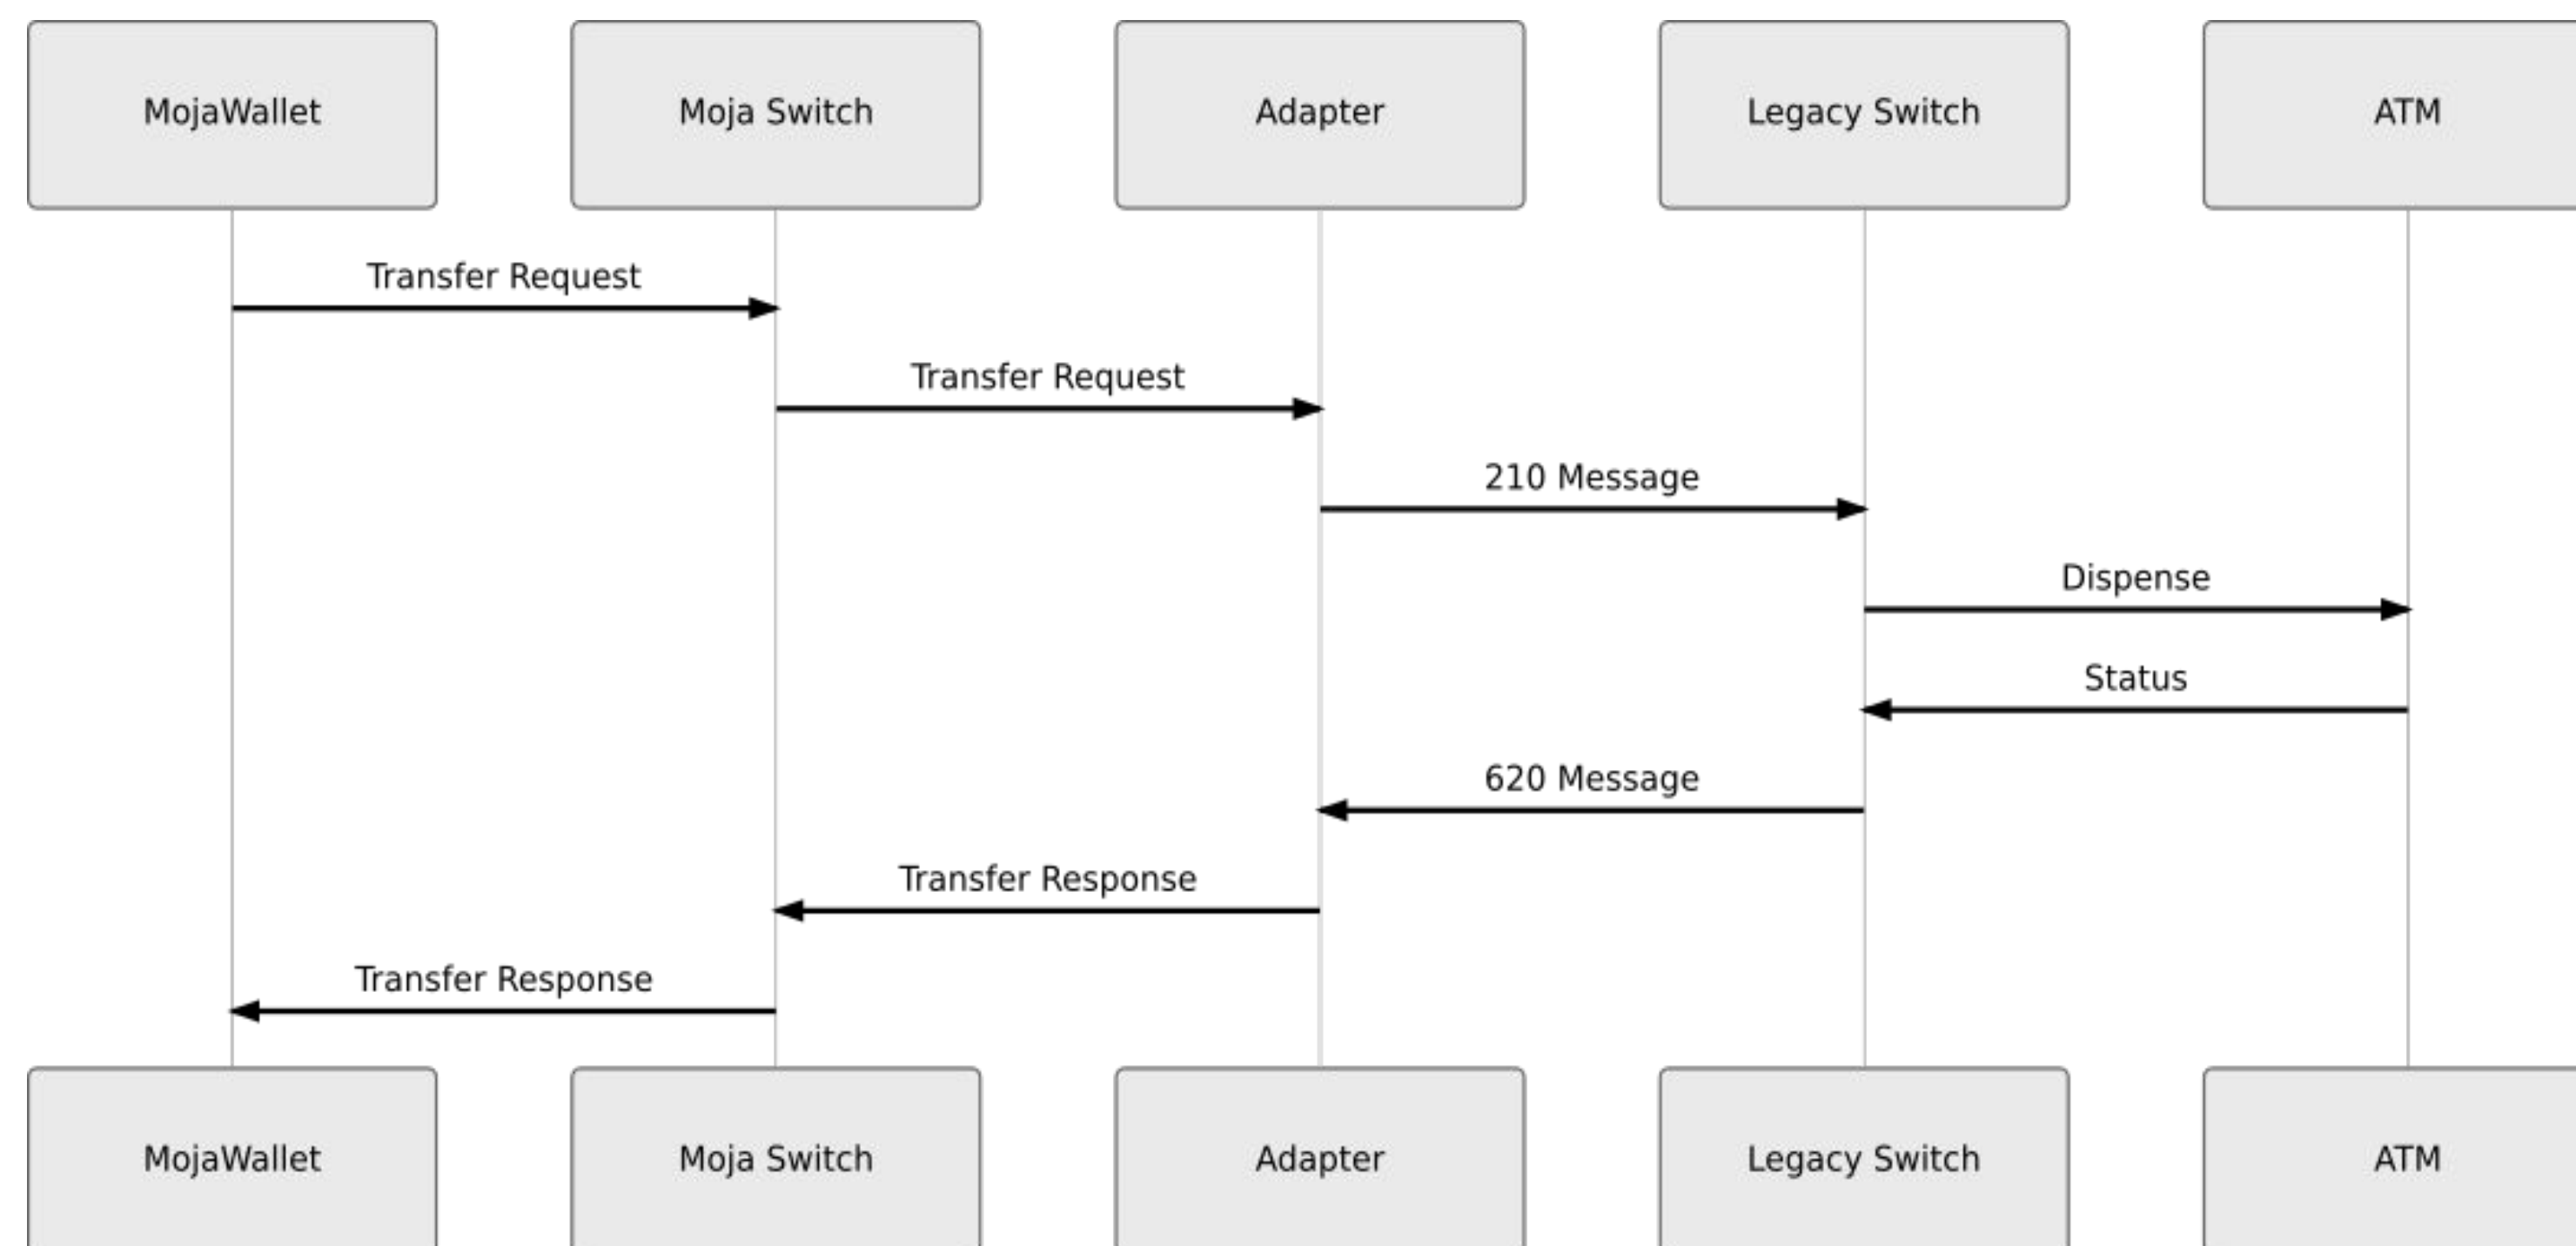 MojaWallet
Moja Switch
Adapter
Legacy Switch
ATM
Transfer Request
Transfer Request
210 Message
Dispense
Status
620 Message
Transfer Response
Transfer Response
MojaWallet
Moja Switch
Adapter
Legacy Switch
ATM